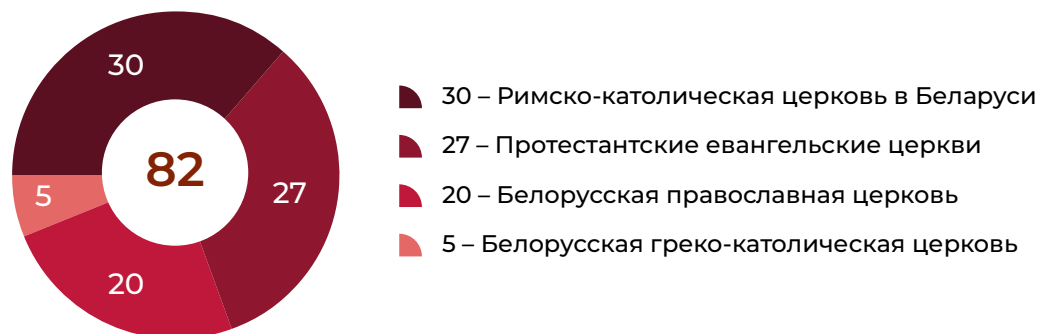 30
27
20
5
82
30 – Римско-католическая церковь в Беларуси
27 – Протестантские евангельские церкви
20 – Белорусская православная церковь
5 – Белорусская греко-католическая церковь